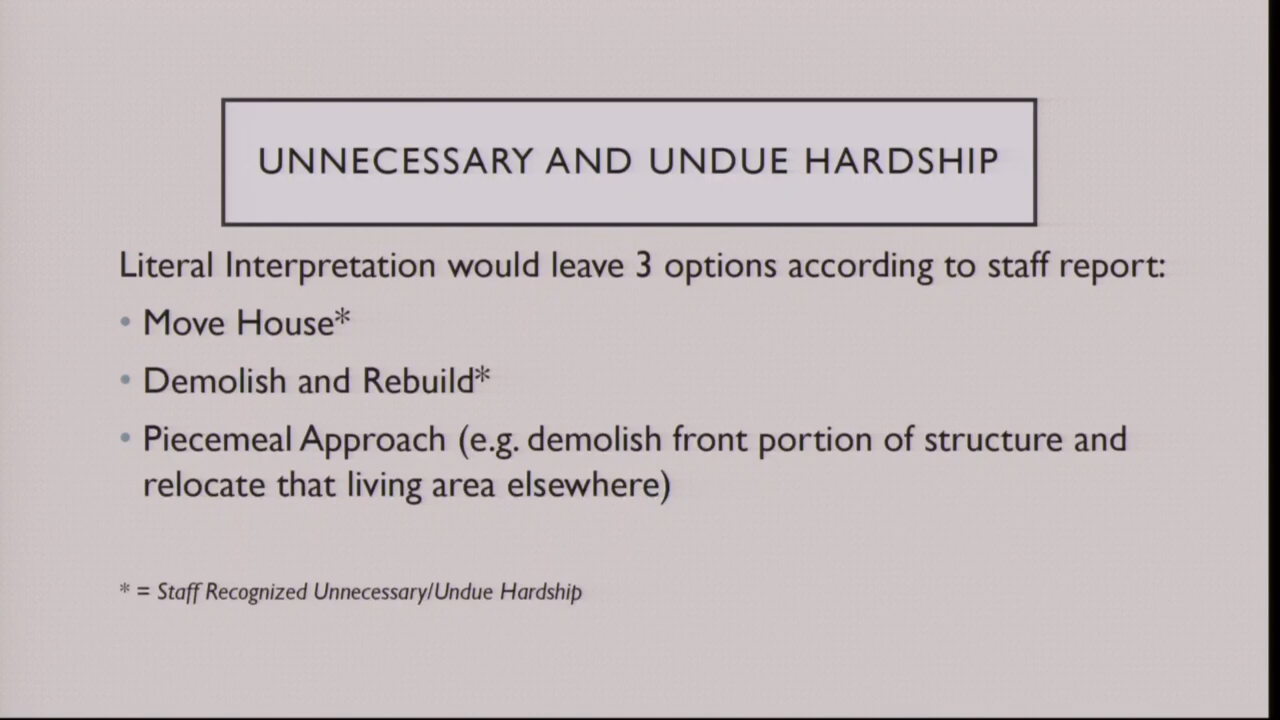 UNNECESSARY AND UNDUE HARDSHIP
Literal Interpretation would leave 3 options according to staff report:
• Move House*
• Demolish and Rebuild*
• Piecemeal Approach (e.g. demolish front portion of structure and
relocate that living area elsewhere)
* = Staff Recognized Unnecessary/Undue Hardship